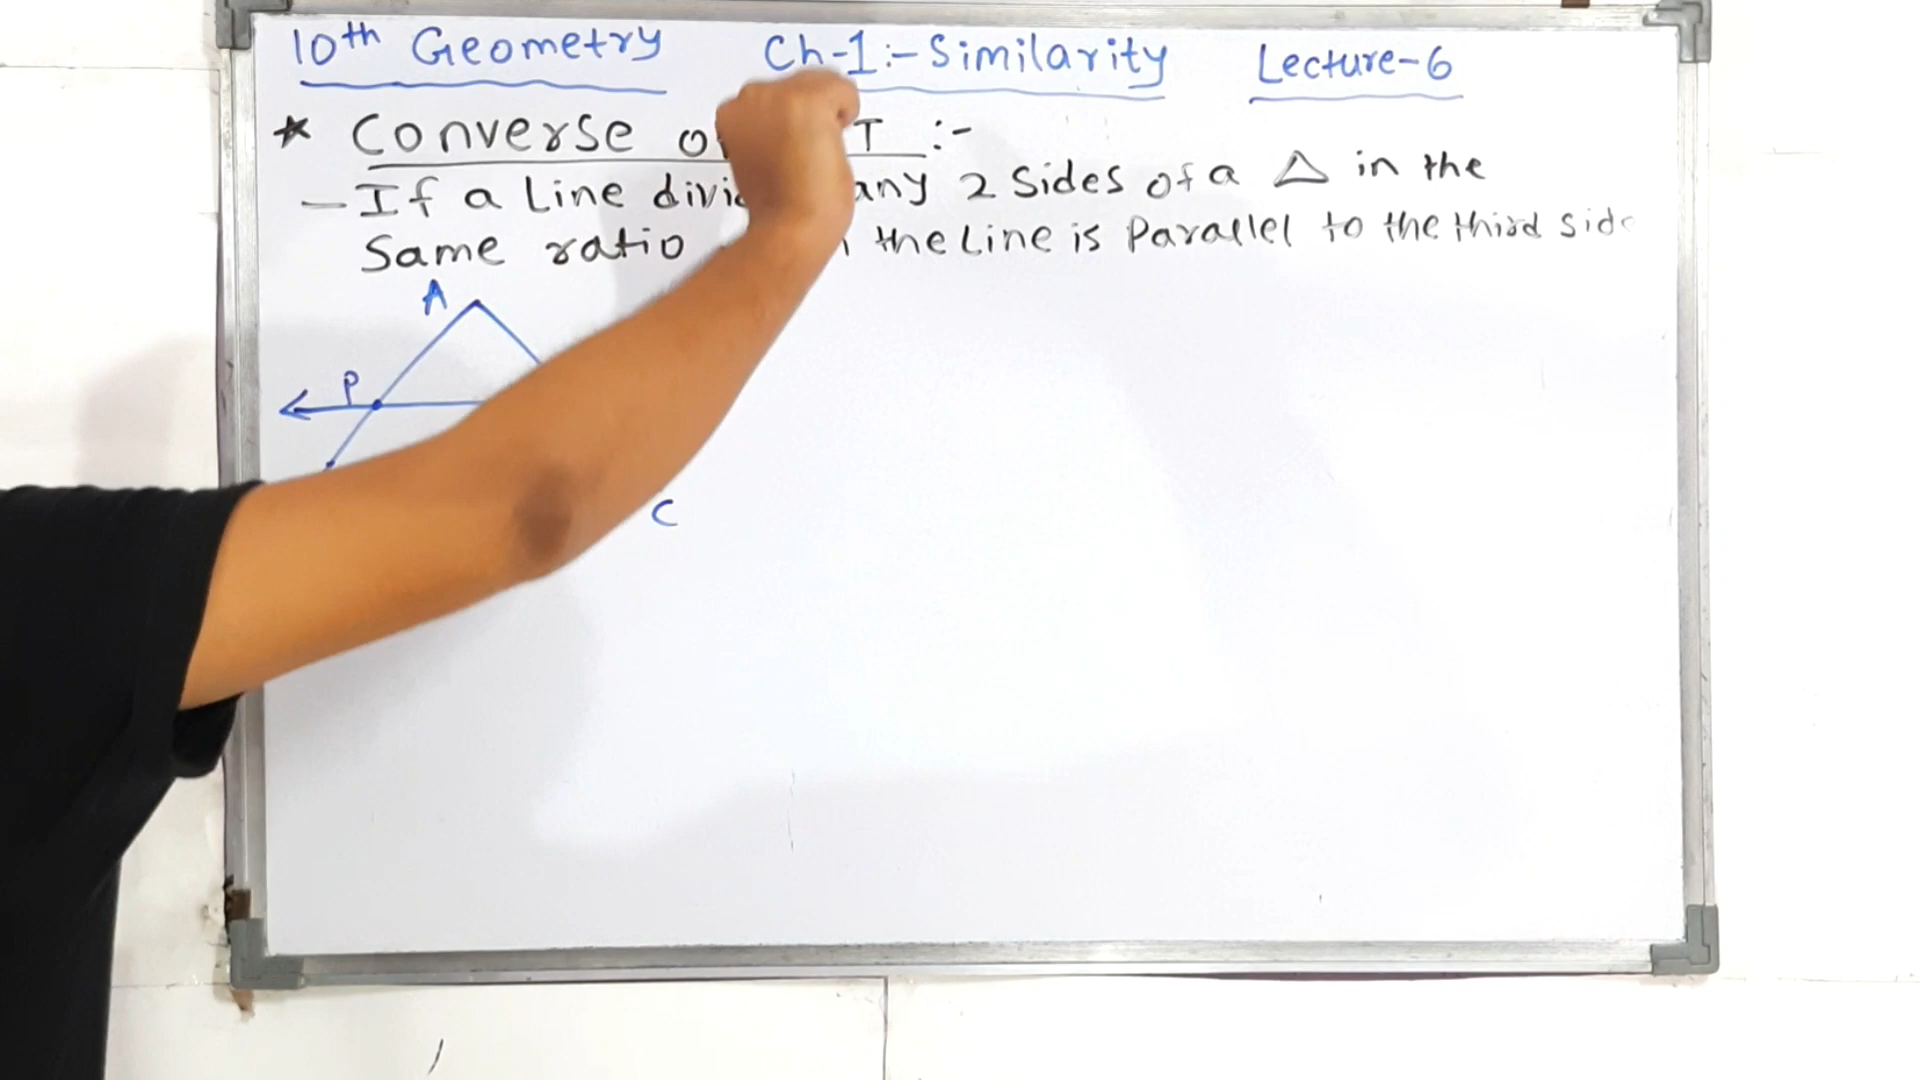 10th Geometry Ch-1:- Similarity Lecture-6
* Converse T :-
- If a Line any 2 Sides of a △ in the
Same ratio the Line is Parallel to the third side
A
P
C